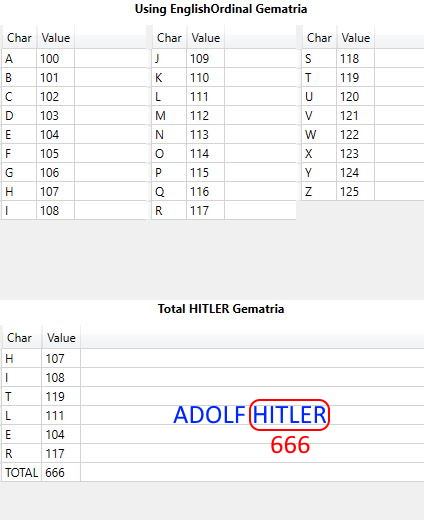 Using EnglishOrdinal Gematria
Char Value Char Value Char Value
A 100 J 109 S 118
B 101 K 110 T 119
C 102 L 111 U 120
D 103 M 112 V 121
E 104 N 113 W 122
F 105 O 114 X 123
G 106 P 115 Y 124
H 107 Q 116 Z 125
I 108 R 117
Total HITLER Gematria
Char Value
H 107
I 108
T 119
L 111
E 104
R 117
TOTAL 666
ADOLF HITLER
666